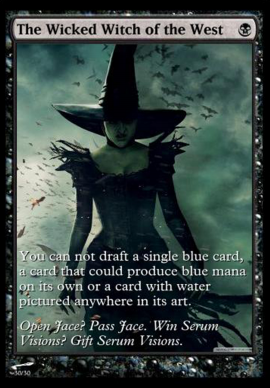 The Wicked Witch of the West
You can not draft a single blue card,
a card that could produce blue mana
on its own or a card with water
pictured anywhere in its art.
Open Jace? Pass Jace. Win Serum
Visions? Gift Serum Visions.
30/30